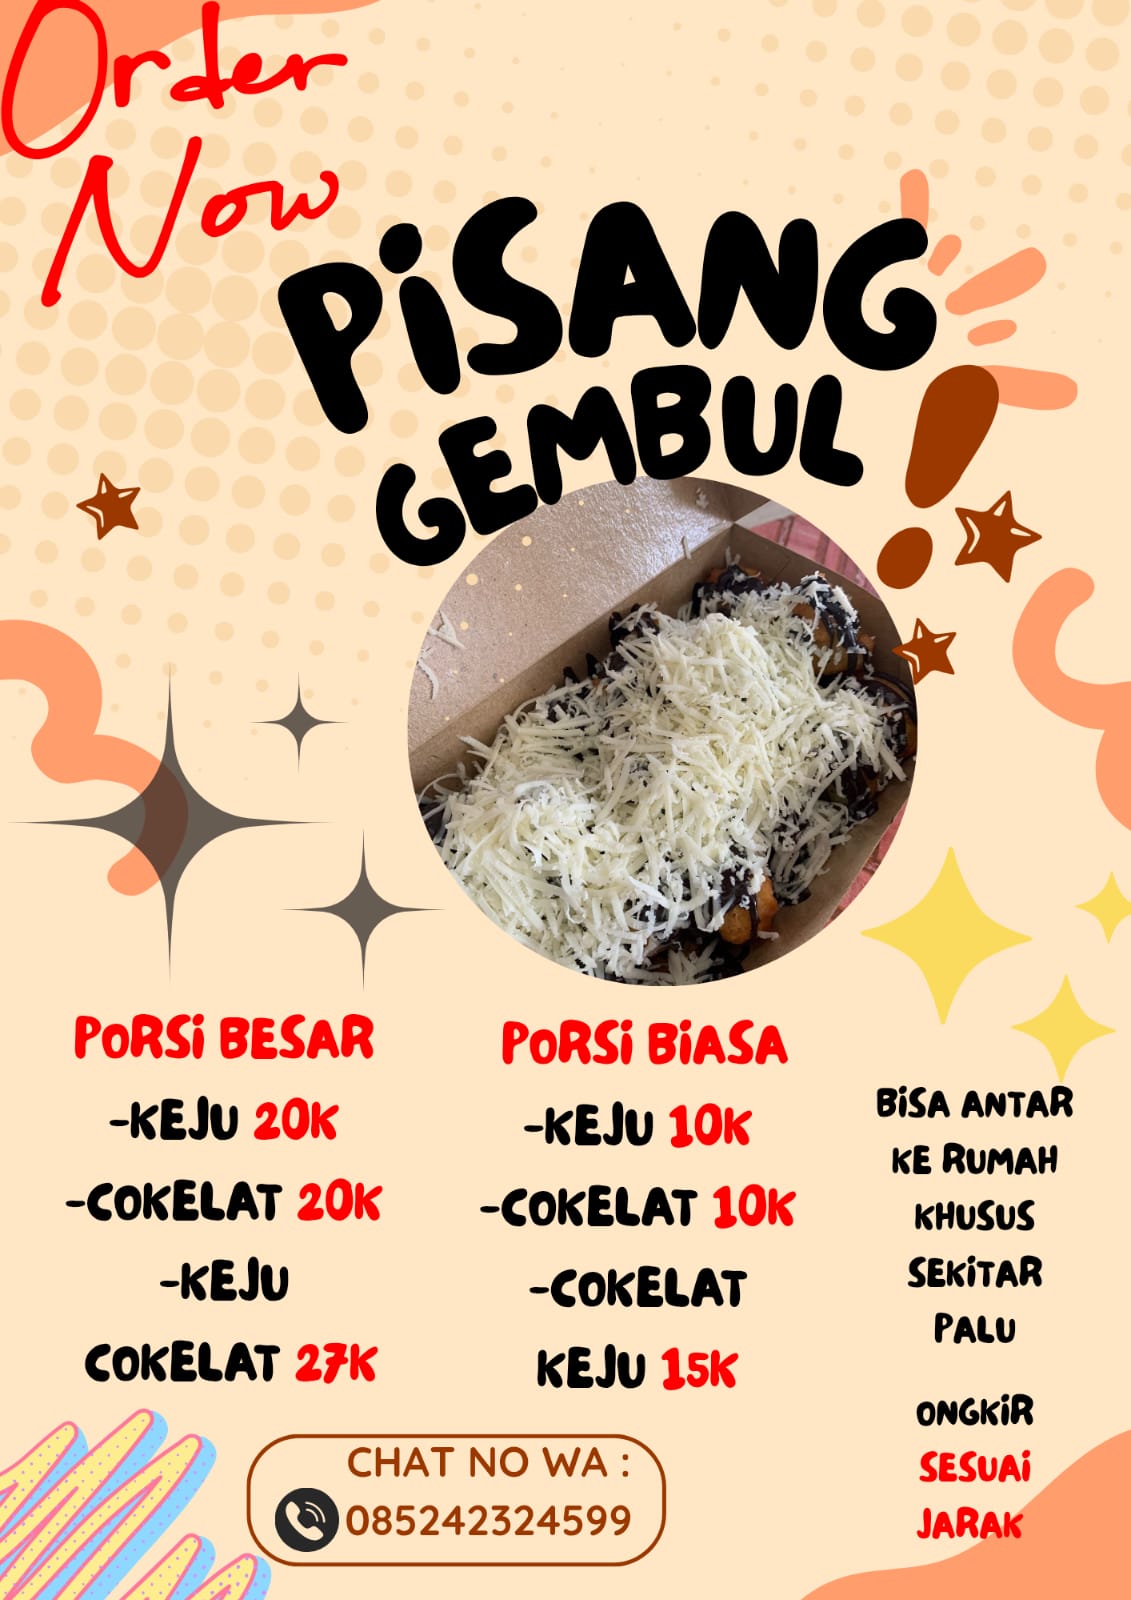 Order
Now
PiSANG
GEMBUL
!
PORSi BESAR
-KEJU 20K
-COKELAT 20K
-KEJU
COKELAT 27K
PORSi BiASA
-KEJU 10K
-COKELAT 10K
-COKELAT
KEJU 15K
BiSA ANTAR
KE RUMAH
KHUSUS
SEKiTAR
PALU
ONGKiR
SESUAi
JARAK
CHAT NO WA :
085242324599